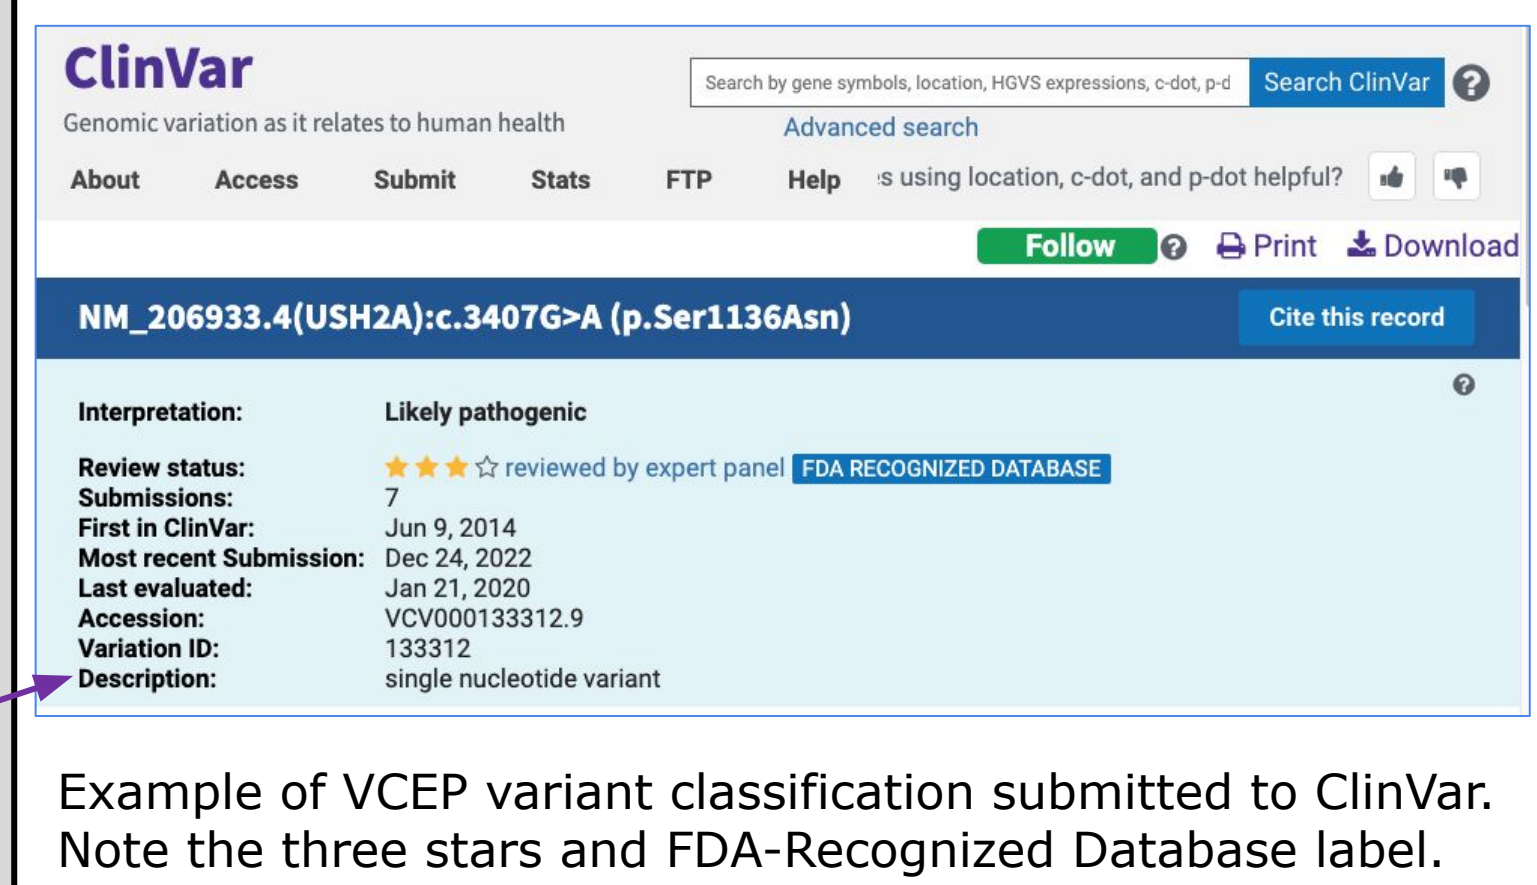 ClinVar
Genomic variation as it relates to human health
Search by gene symbols, location, HGVS expressions, c-dot, p-d
Search ClinVar
Advanced search
About Access Submit Stats FTP Help
s using location, c-dot, and p-dot helpful?
Follow Print Download
NM_206933.4(USH2A):c.3407G>A (p.Ser1136Asn)
Cite this record
Interpretation: Likely pathogenic
Review status: reviewed by expert panel FDA RECOGNIZED DATABASE
Submissions: 7
First in ClinVar: Jun 9, 2014
Most recent Submission: Dec 24, 2022
Last evaluated: Jan 21, 2020
Accession: VCV000133312.9
Variation ID: 133312
Description: single nucleotide variant
Example of VCEP variant classification submitted to ClinVar.
Note the three stars and FDA-Recognized Database label.